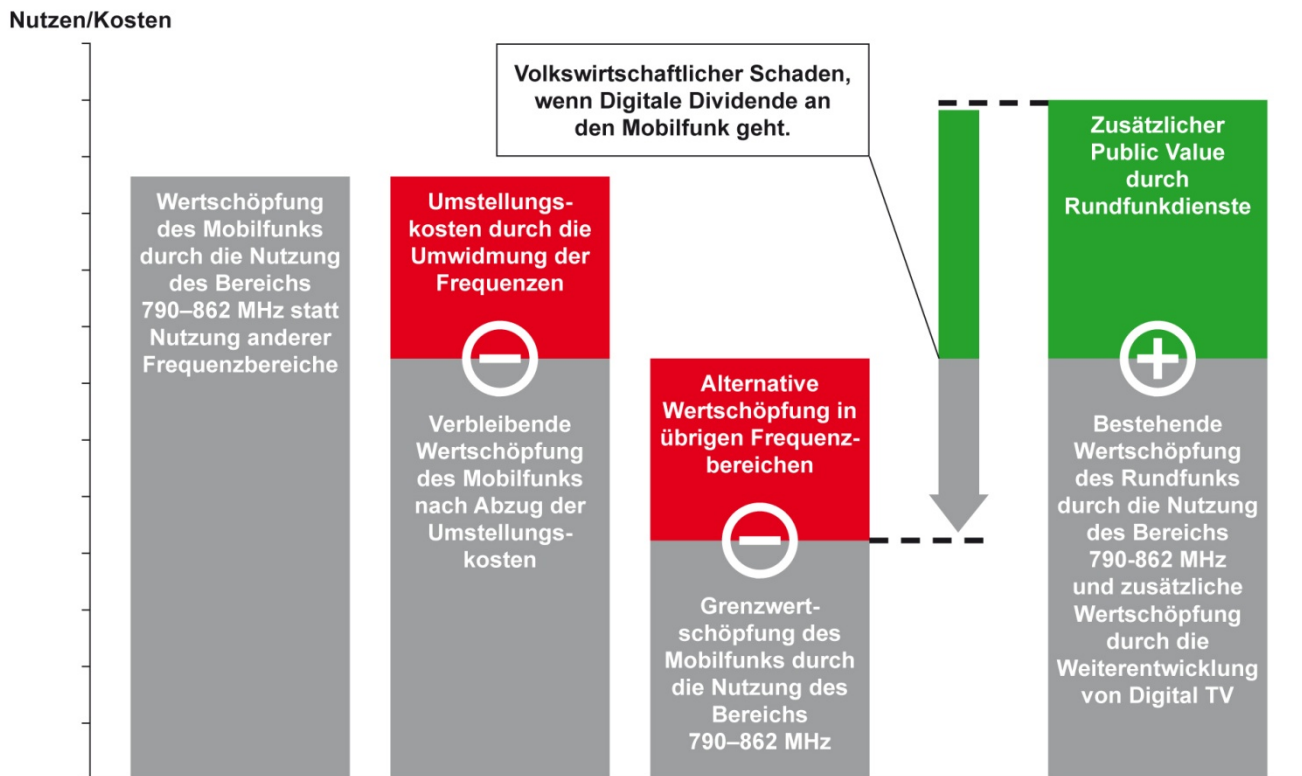 Nutzen/Kosten
Volkswirtschaftlicher Schaden,
wenn Digitale Dividende an
den Mobilfunk geht.
Wertschöpfung
des Mobilfunks
durch die Nutzung
des Bereichs
790–862 MHz statt
Nutzung anderer
Frequenzbereiche
Umstellungs-
kosten durch die
Umwidmung der
Frequenzen
Verbleibende
Wertschöpfung
des Mobilfunks
nach Abzug der
Umstellungs-
kosten
Alternative
Wertschöpfung in
übrigen Frequenz-
bereichen
Grenzwert-
schöpfung des
Mobilfunks durch
die Nutzung des
Bereichs
790–862 MHz
Zusätzlicher
Public Value
durch
Rundfunkdienste
Bestehende
Wertschöpfung
des Rundfunks
durch die Nutzung
des Bereichs
790-862 MHz
und zusätzliche
Wertschöpfung
durch die
Weiterentwicklung
von Digital TV